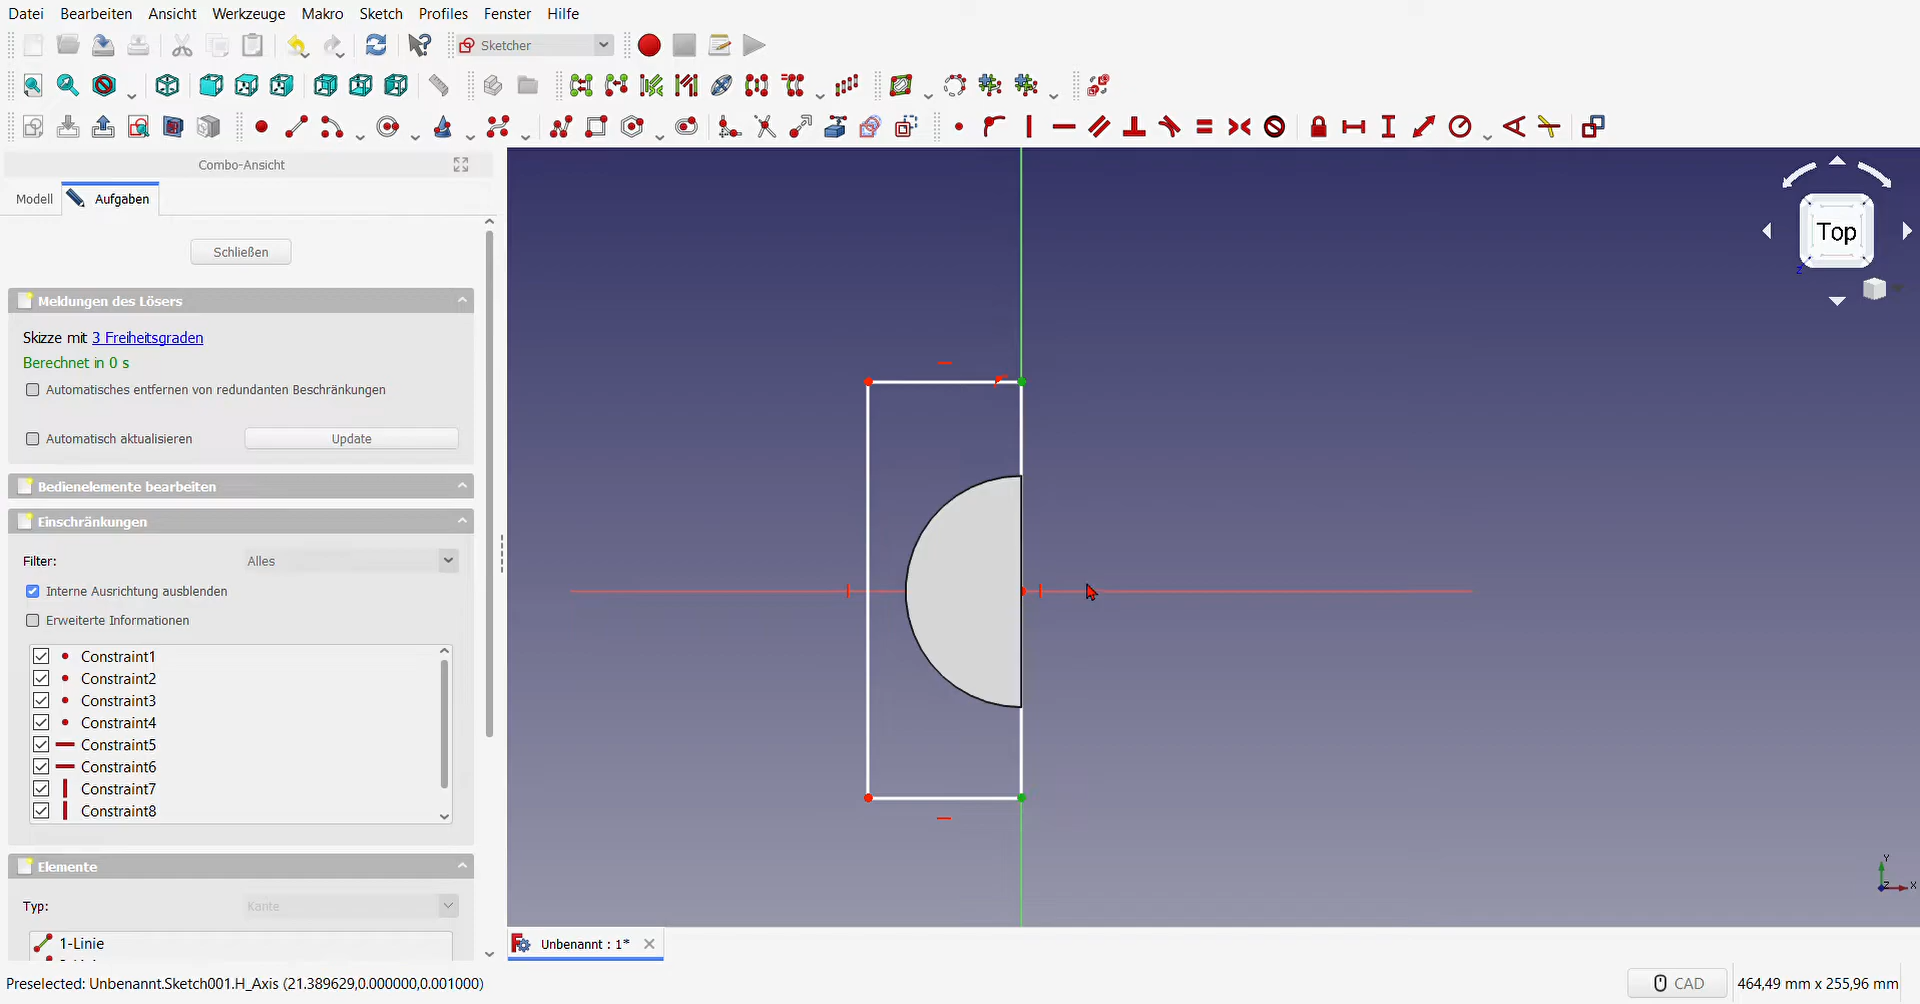 Datei Bearbeiten Ansicht Werkzeuge Makro Sketch Profiles Fenster Hilfe
Sketcher
Combo-Ansicht
Modell Aufgaben
Schließen
Meldungen des Lösers
Skizze mit 3 Freiheitsgraden
Berechnet in 0 s
Automatisches entfernen von redundanten Beschränkungen
Automatisch aktualisieren Update
Bedienelemente bearbeiten
Einschränkungen
Filter: Alles
Interne Ausrichtung ausblenden
Erweiterte Informationen
Constraint1
Constraint2
Constraint3
Constraint4
Constraint5
Constraint6
Constraint7
Constraint8
Elemente
Typ: Kante
1-Linie
Top
Z
Y
Z
X
Unbenannt : 1*
Preselected: Unbenannt.Sketch001.H_Axis (21.389629,0.000000,0.001000)
CAD
464,49 mm x 255,96 mm